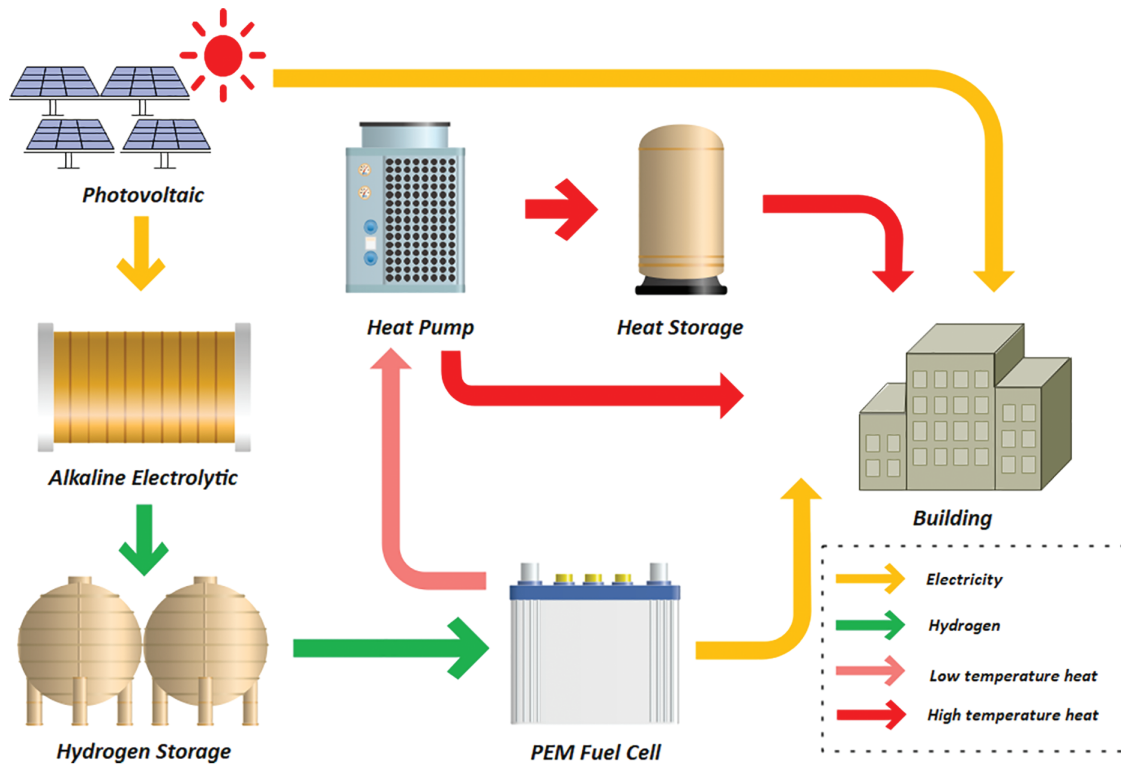 Photovoltaic
Heat Pump
Heat Storage
Alkaline Electrolytic
Building
Hydrogen Storage
PEM Fuel Cell
Electricity
Hydrogen
Low temperature heat
High temperature heat